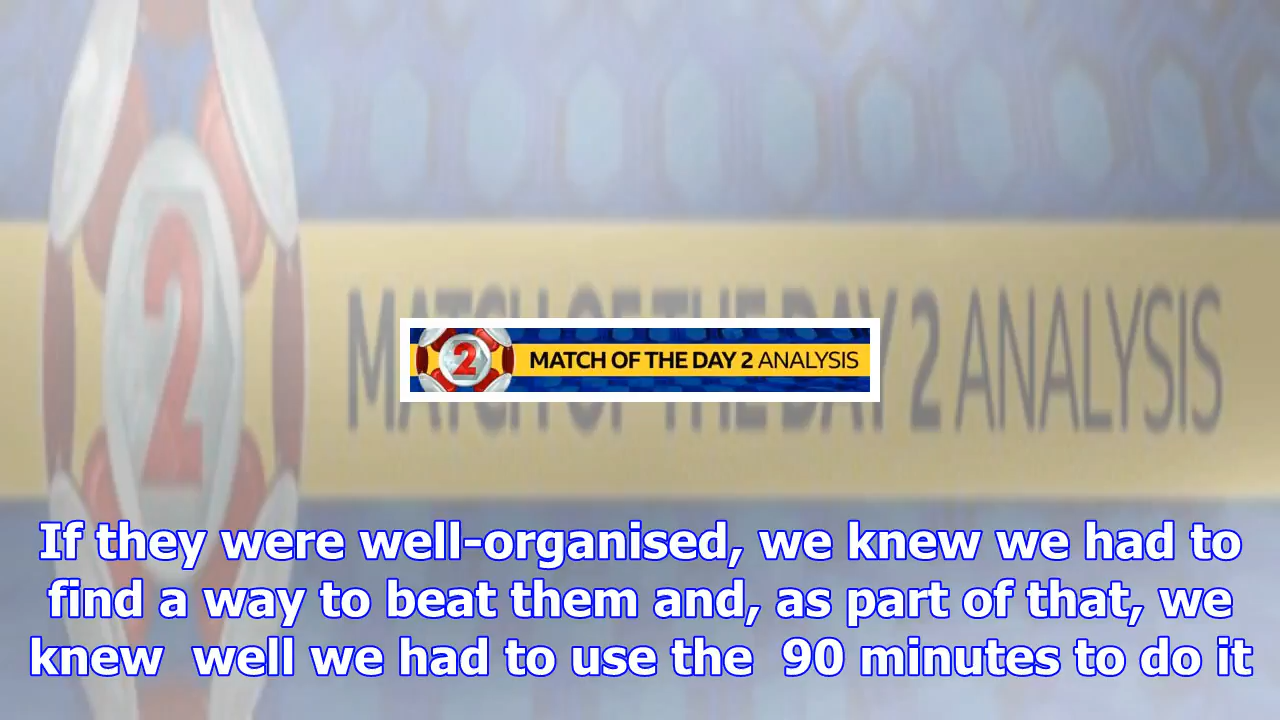 2 MATCH OF THE DAY 2 ANALYSIS
2 MATCH OF THE DAY 2 ANALYSIS
If they were well-organised, we knew we had to
find a way to beat them and, as part of that, we
knew  well we had to use the  90 minutes to do it